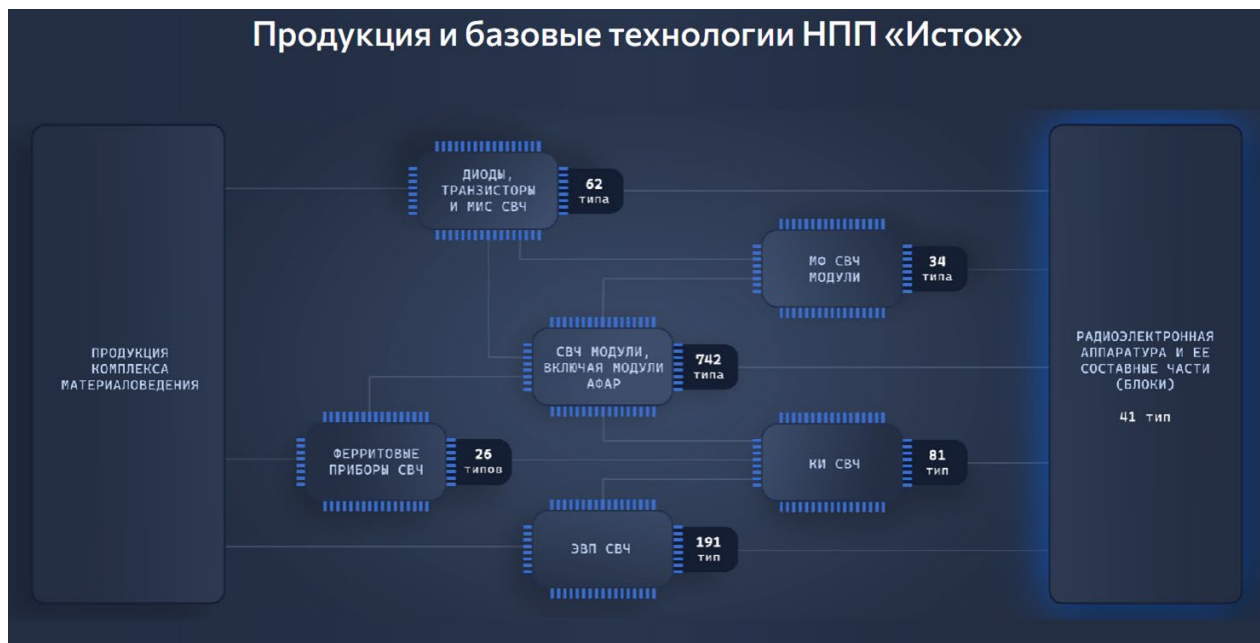 Продукция и базовые технологии НПП «Исток»
ПРОДУКЦИЯ
КОМПЛЕКСА
МАТЕРИАЛОВЕДЕНИЯ
ДИОДЫ,
ТРАНЗИСТОРЫ
И МИС СВЧ
62
типа
МФ СВЧ
МОДУЛИ
34
типа
СВЧ МОДУЛИ,
ВКЛЮЧАЯ МОДУЛИ
АФАР
742
типа
ФЕРРИТОВЫЕ
ПРИБОРЫ СВЧ
26
типов
КИ СВЧ
81
тип
ЭВП СВЧ
191
тип
РАДИОЭЛЕКТРОННАЯ
АППАРАТУРА И ЕЕ
СОСТАВНЫЕ ЧАСТИ
(БЛОКИ)
41 тип